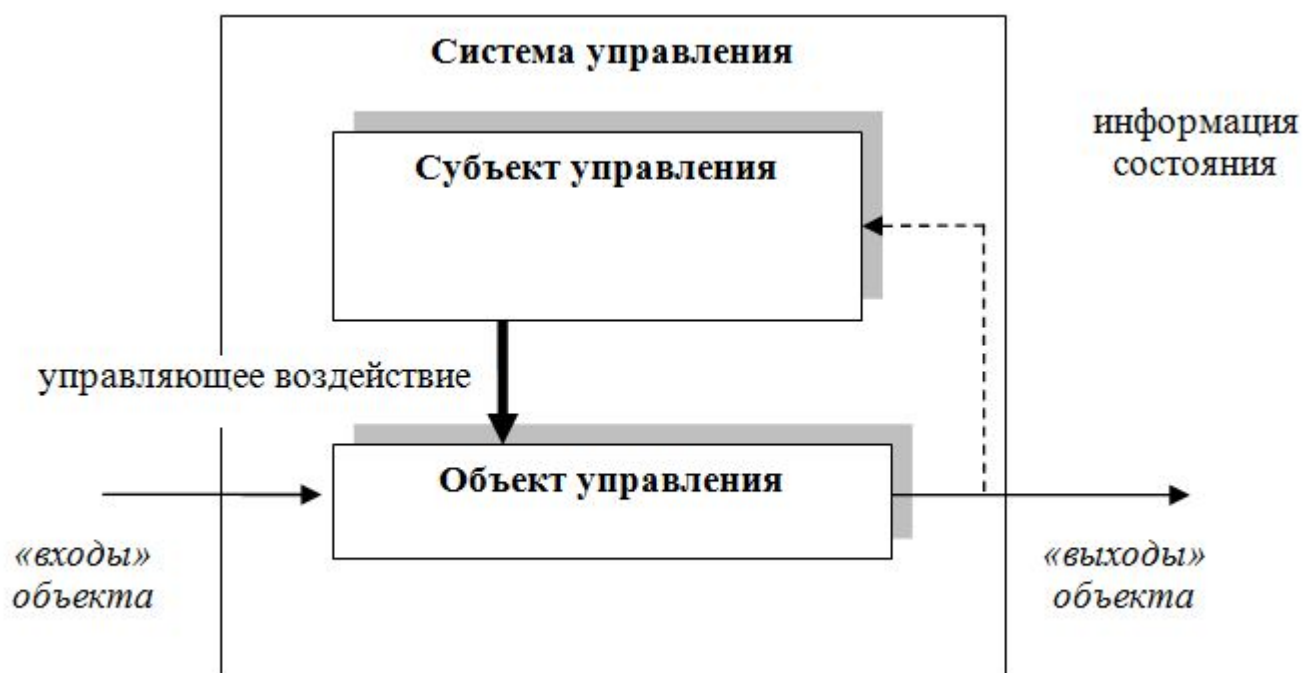 Система управления
информация
состояния
Субъект управления
управляющее воздействие
Объект управления
«входы»
объекта
«выходы»
объекта